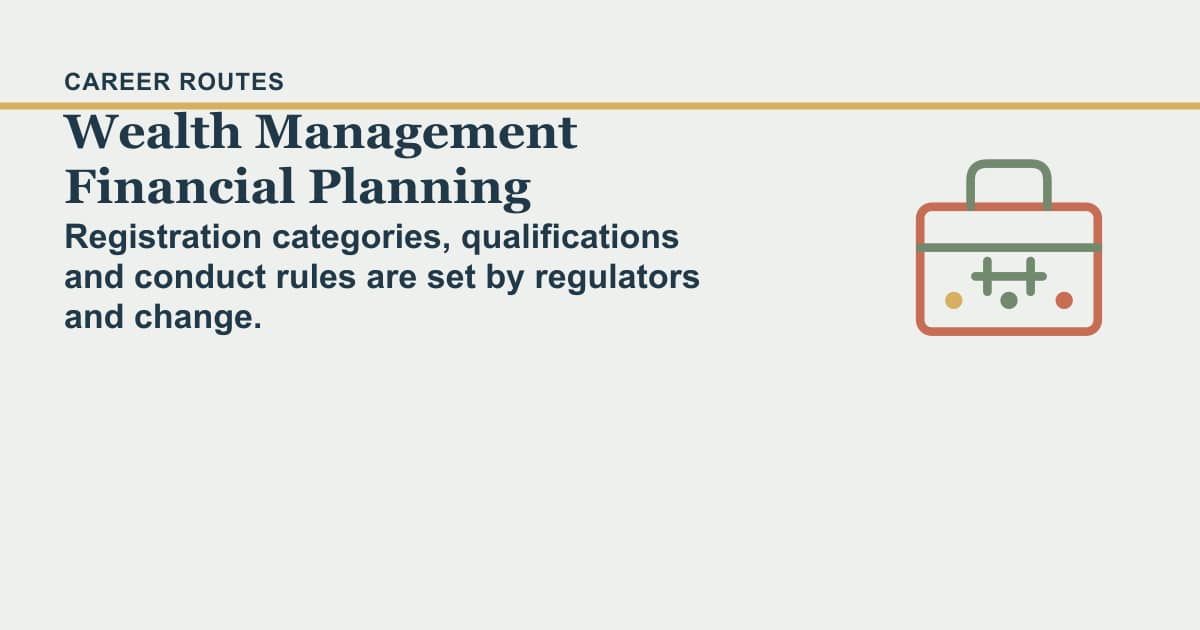 CAREER ROUTES
Wealth Management
Financial Planning
Registration categories, qualifications
and conduct rules are set by regulators
and change.